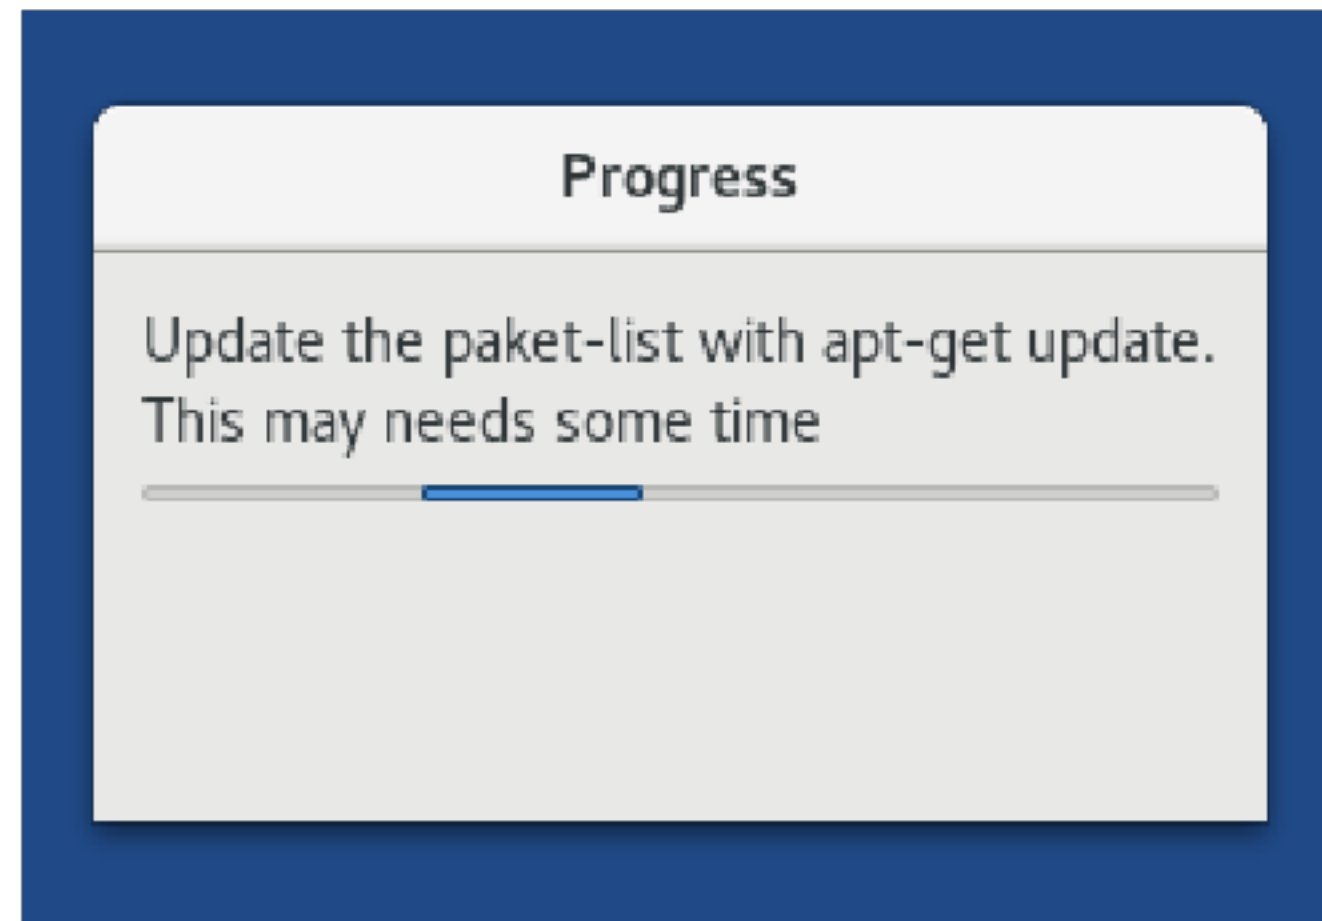 Progress
Update the paket-list with apt-get update.
This may needs some time